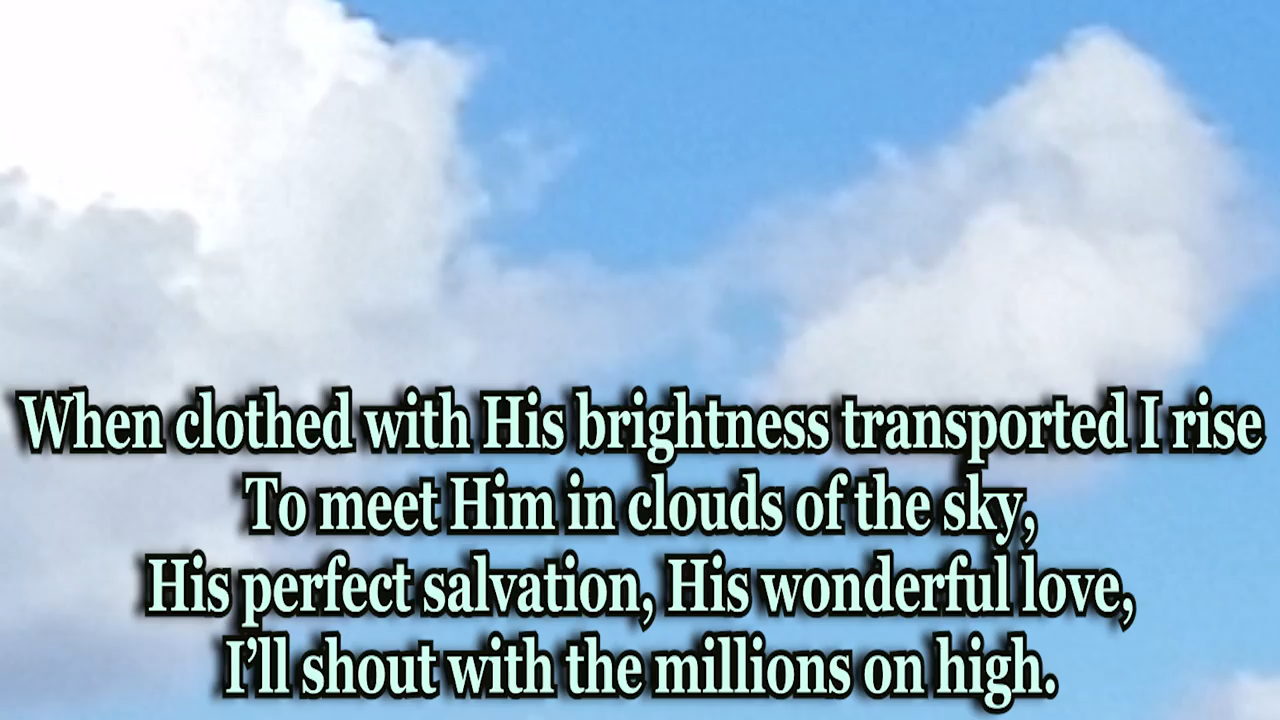 When clothed with His brightness transported I rise
To meet Him in clouds of the sky,
His perfect salvation, His wonderful love,
I’ll shout with the millions on high.